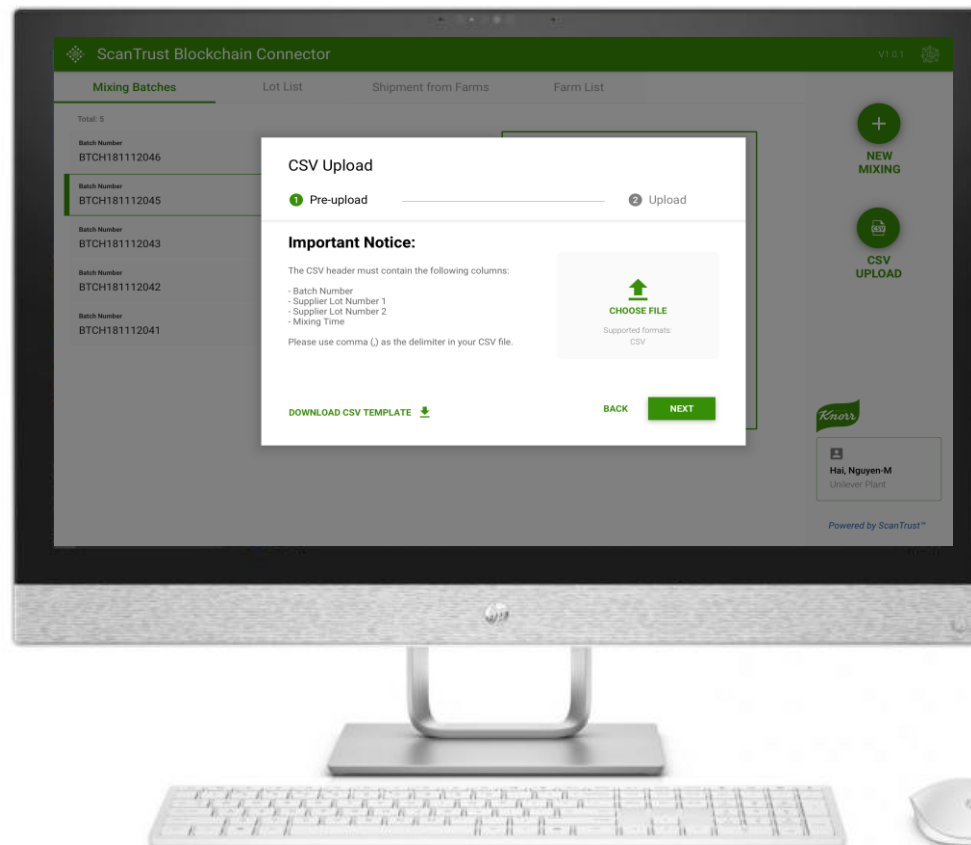 ScanTrust Blockchain Connector
V1.0.1
Mixing Batches
Lot List
Shipment from Farms
Farm List
Total: 5
Batch Number
BTCH181112046
Batch Number
BTCH181112045
Batch Number
BTCH181112043
Batch Number
BTCH181112042
Batch Number
BTCH181112041
CSV Upload
1 Pre-upload
2 Upload
Important Notice:
The CSV header must contain the following columns:
- Batch Number
- Supplier Lot Number 1
- Supplier Lot Number 2
- Mixing Time
Please use comma (,) as the delimiter in your CSV file.
CHOOSE FILE
Supported formats:
CSV
DOWNLOAD CSV TEMPLATE
BACK
NEXT
+
NEW
MIXING
CSV
CSV
UPLOAD
Knorr
Hai, Nguyen-M
Unilever Plant
Powered by ScanTrust™
hp